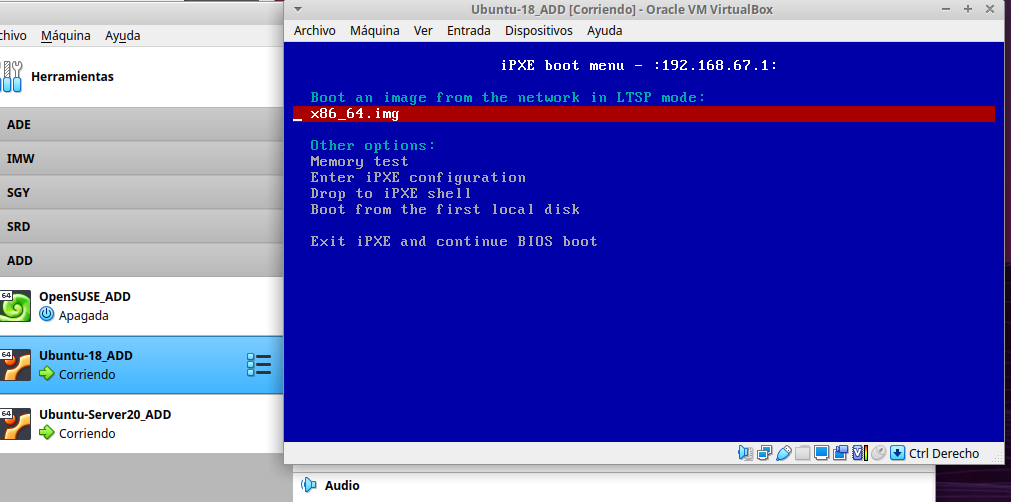 chivo Máquina Ayuda
Herramientas
ADE
IMW
SGY
SRD
ADD
64
OpenSUSE_ADD
Apagada
64
Ubuntu-18_ADD
Corriendo
64
Ubuntu-Server20_ADD
Corriendo
Ubuntu-18_ADD [Corriendo] - Oracle VM VirtualBox
Archivo Máquina Ver Entrada Dispositivos Ayuda
iPXE boot menu - :192.168.67.1:
Boot an image from the network in LTSP mode:
x86_64.img
Other options:
Memory test
Enter iPXE configuration
Drop to iPXE shell
Boot from the first local disk
Exit iPXE and continue BIOS boot
Ctrl Derecho
Audio